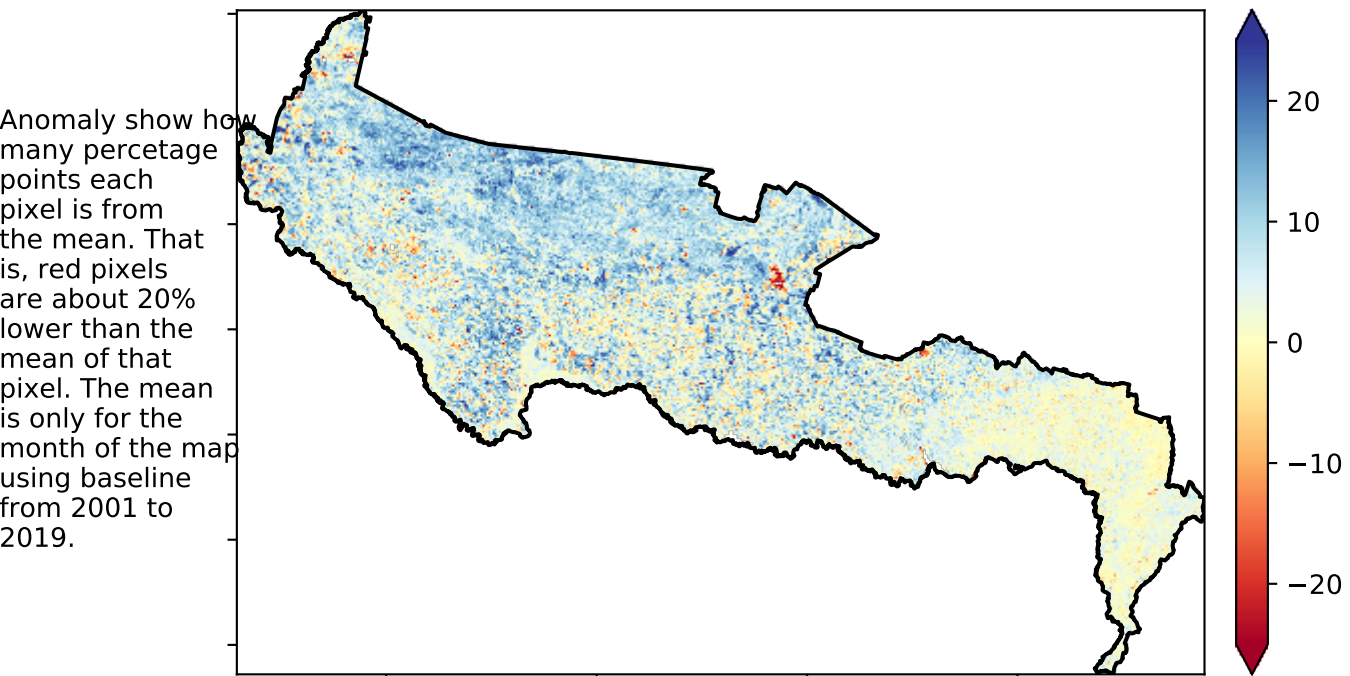 Anomaly show how
many percetage
points each
pixel is from
the mean. That
is, red pixels
are about 20%
lower than the
mean of that
pixel. The mean
is only for the
month of the map
using baseline
from 2001 to
2019.
20
10
0
−10
−20